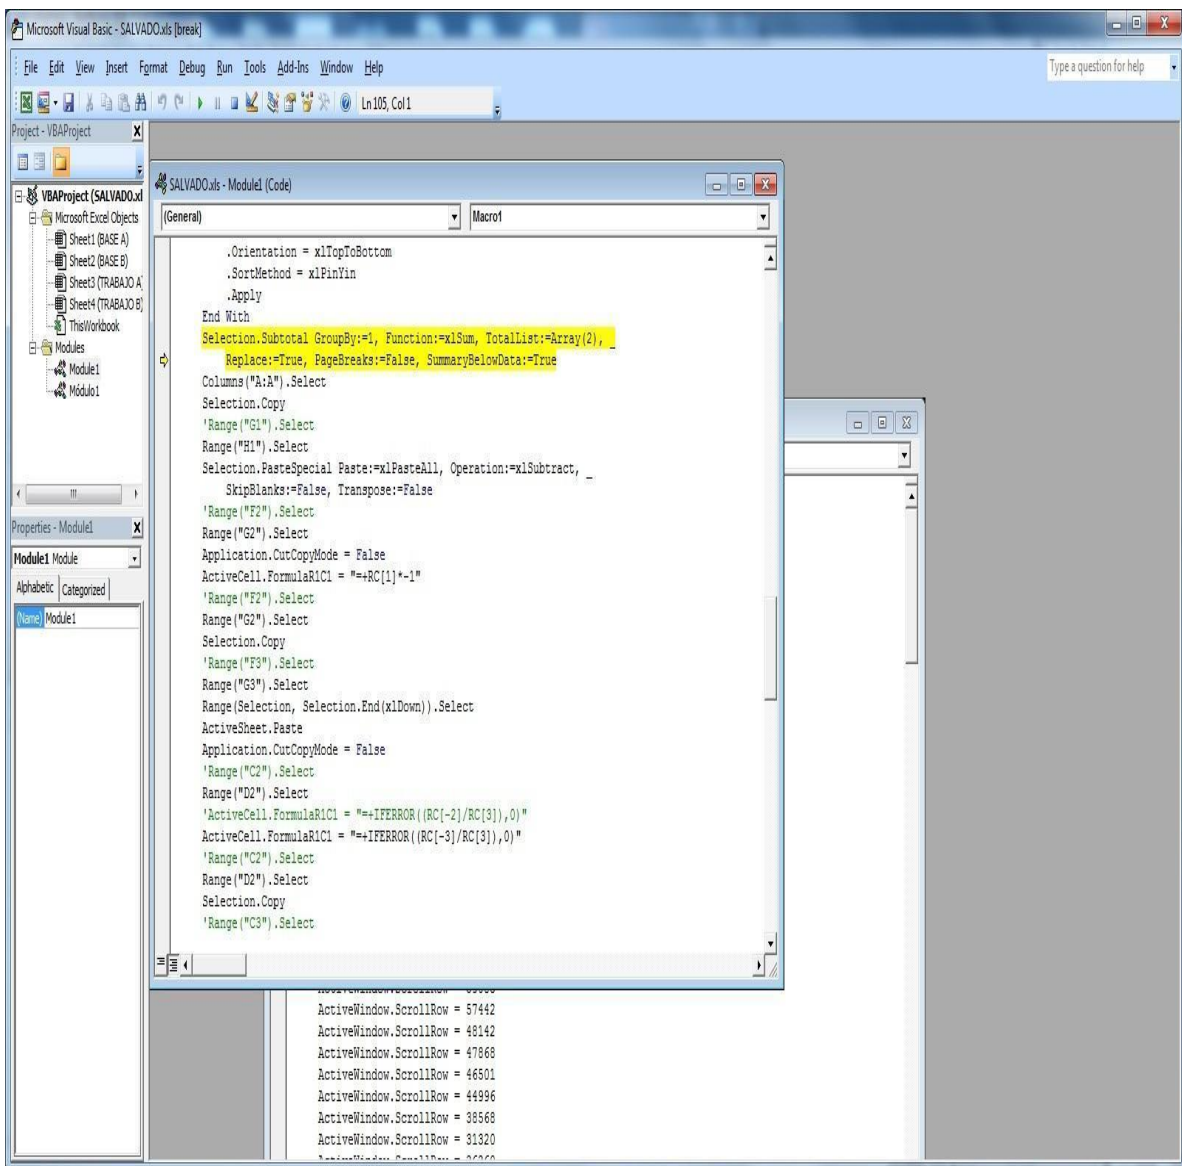 Microsoft Visual Basic - SALVADO.xls [break]
File Edit View Insert Format Debug Run Tools Add-Ins Window Help
Type a question for help
Ln 105, Col 1
Project - VBAProject
VBAProject (SALVADO.xl
Microsoft Excel Objects
Sheet1 (BASE A)
Sheet2 (BASE B)
Sheet3 (TRABAJO A
Sheet4 (TRABAJO B)
ThisWorkbook
Modules
Module1
Módulo1
Properties - Module1
Module1 Module
Alphabetic Categorized
(Name) Module1
SALVADO.xls - Module1 (Code)
(General) Macro1
.Orientation = xlTopToBottom
.SortMethod = xlPinYin
.Apply
End With
Selection.Subtotal GroupBy:=1, Function:=xlSum, TotalList:=Array(2), _
Replace:=True, PageBreaks:=False, SummaryBelowData:=True
Columns("A:A").Select
Selection.Copy
'Range("G1").Select
Range("H1").Select
Selection.PasteSpecial Paste:=xlPasteAll, Operation:=xlSubtract, _
SkipBlanks:=False, Transpose:=False
'Range("F2").Select
Range("G2").Select
Application.CutCopyMode = False
ActiveCell.FormulaR1C1 = "=+RC[1]*-1"
'Range("F2").Select
Range("G2").Select
Selection.Copy
'Range("F3").Select
Range("G3").Select
Range(Selection, Selection.End(xlDown)).Select
ActiveSheet.Paste
Application.CutCopyMode = False
'Range("C2").Select
Range("D2").Select
'ActiveCell.FormulaR1C1 = "=+IFERROR((RC[-2]/RC[3]),0)"
ActiveCell.FormulaR1C1 = "=+IFERROR((RC[-3]/RC[3]),0)"
'Range("C2").Select
Range("D2").Select
Selection.Copy
'Range("C3").Select
ActiveWindow.ScrollRow = 57442
ActiveWindow.ScrollRow = 48142
ActiveWindow.ScrollRow = 47868
ActiveWindow.ScrollRow = 46501
ActiveWindow.ScrollRow = 44996
ActiveWindow.ScrollRow = 38568
ActiveWindow.ScrollRow = 31320